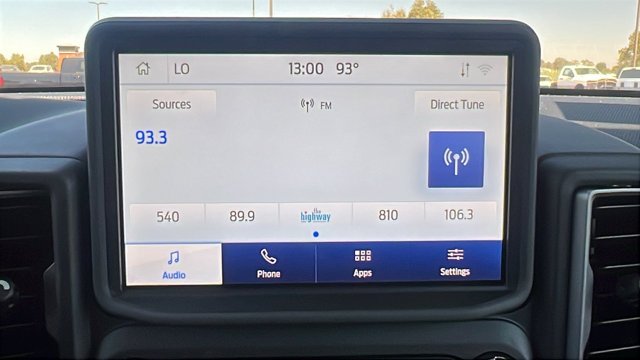 LO 13:00 93°
Sources FM Direct Tune
93.3
540 89.9 the highway 810 106.3
Audio Phone Apps Settings